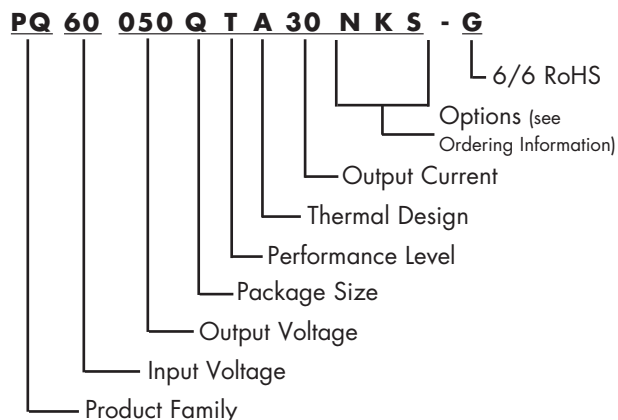 PQ 60 050 Q T A 30 N K S - G
6/6 RoHS
Options (see
Ordering Information)
Output Current
Thermal Design
Performance Level
Package Size
Output Voltage
Input Voltage
Product Family